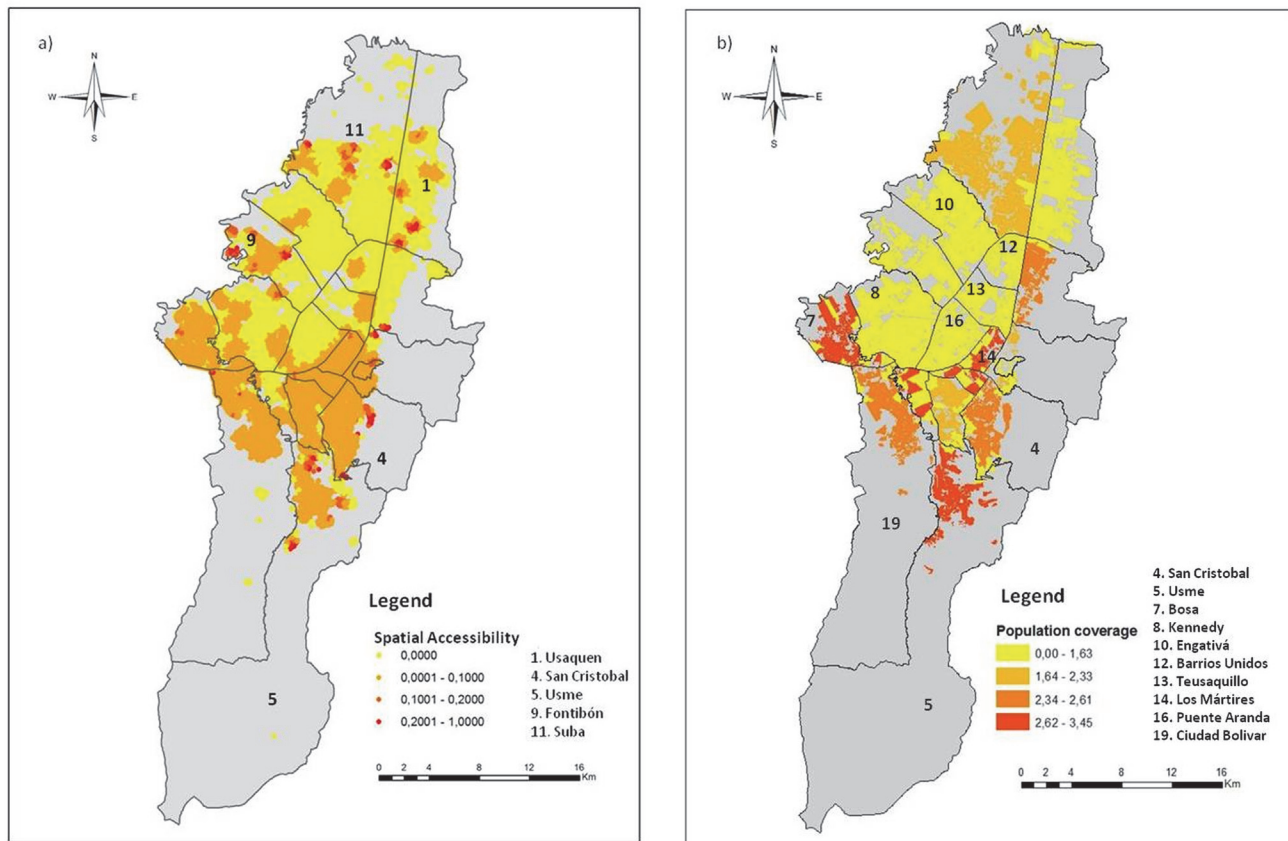 a)
N
W E
S
11
1
9
4
5
Legend
Spatial Accessibility
0,0000
0,0001 - 0,1000
0,1001 - 0,2000
0,2001 - 1,0000
1. Usaquen
4. San Cristobal
5. Usme
9. Fontibón
11. Suba
0 2 4 8 12 16
Km
b)
N
W E
S
10
12
8
13
7
16
14
4
19
5
Legend
Population coverage
0,00 - 1,63
1,64 - 2,33
2,34 - 2,61
2,62 - 3,45
4. San Cristobal
5. Usme
7. Bosa
8. Kennedy
10. Engativá
12. Barrios Unidos
13. Teusaquillo
14. Los Mártires
16. Puente Aranda
19. Ciudad Bolivar
0 2 4 8 12 16
Km